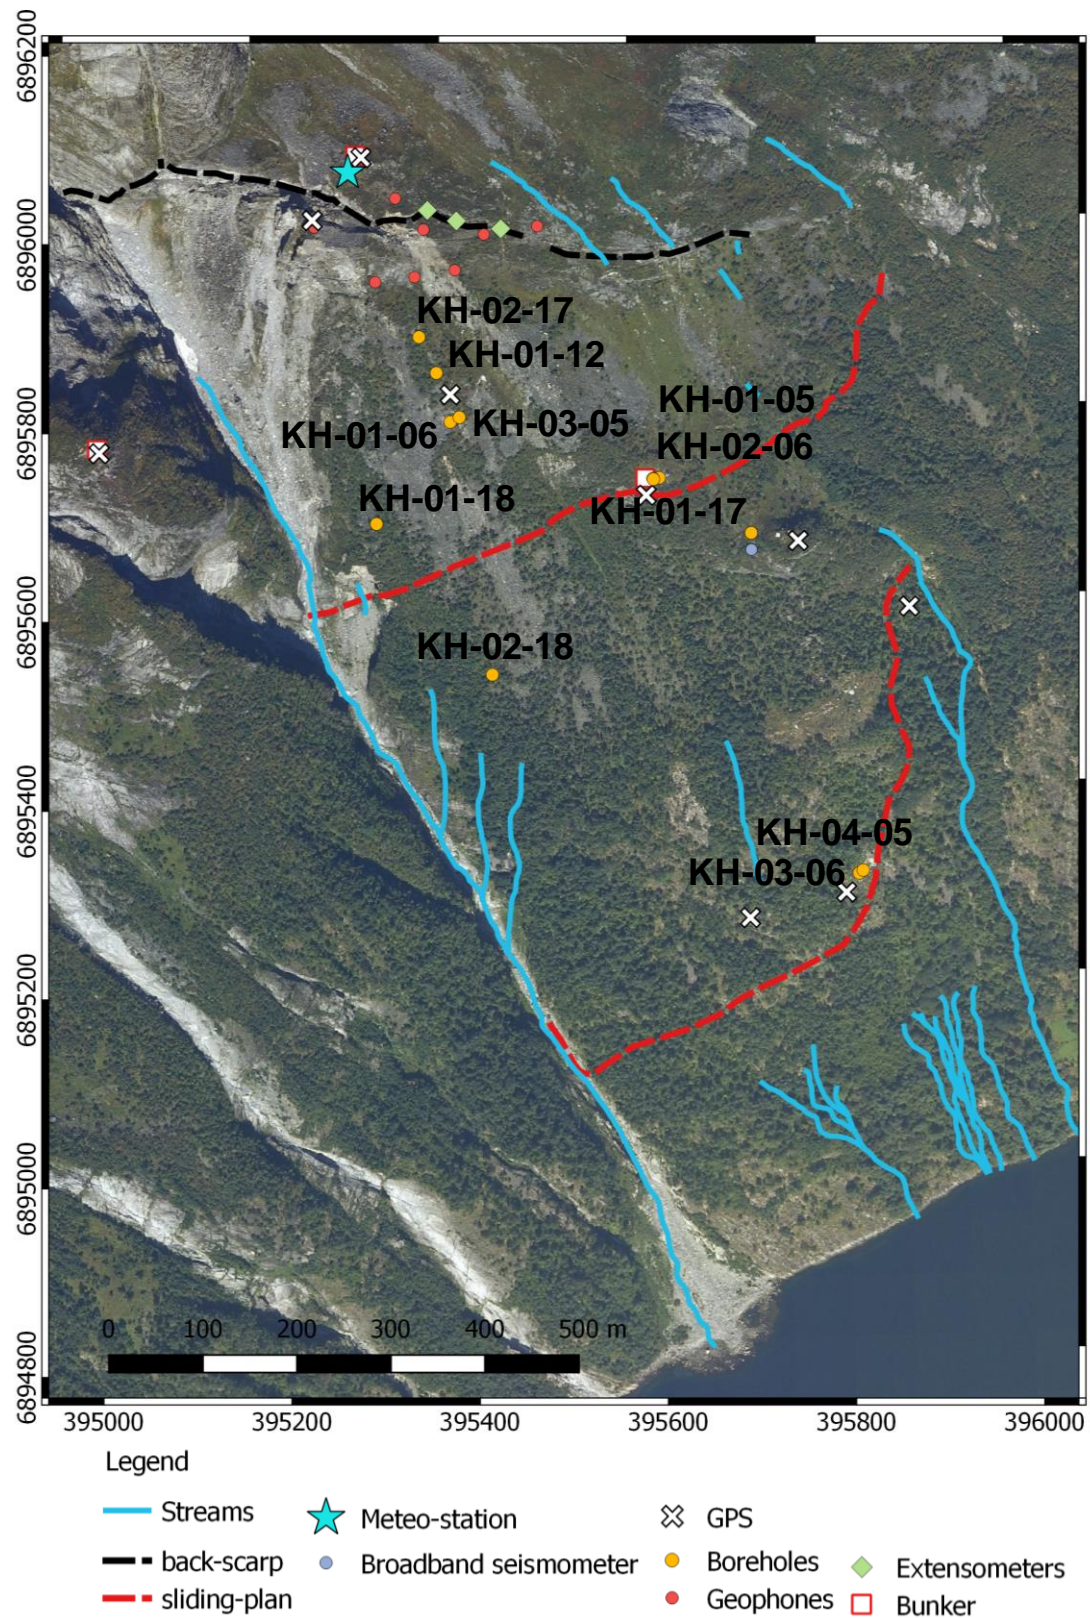 6896200
6896000
6895800
6895600
6895400
6895200
6895000
6894800
KH-02-17
KH-01-12
KH-01-05
KH-01-06 KH-03-05
KH-02-06
KH-01-18
KH-01-17
KH-02-18
KH-04-05
KH-03-06
0 100 200 300 400 500 m
395000 395200 395400 395600 395800 396000
Legend
Streams Meteo-station GPS
back-scarp Broadband seismometer Boreholes Extensometers
sliding-plan Geophones Bunker